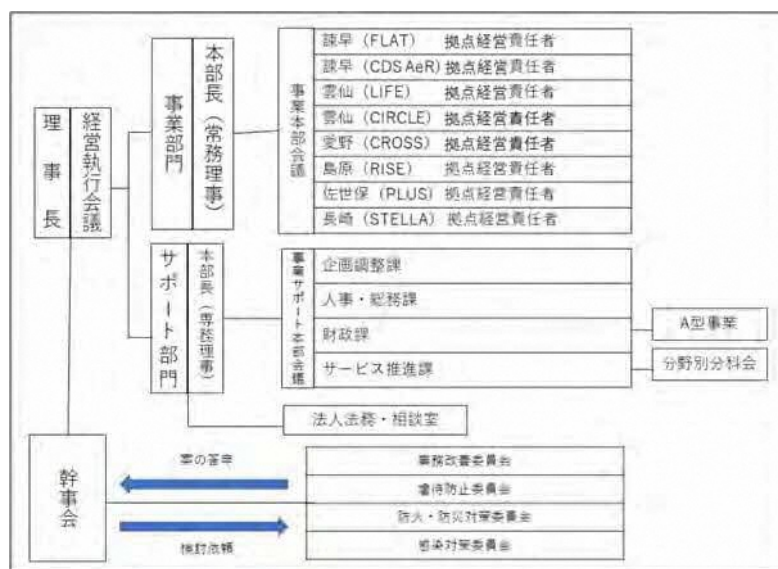 理事長
経営執行会議
事業部門
本部長（常務理事）
事業本部会議
諫早（FLAT） 拠点経営責任者
諫早（CDS AeR） 拠点経営責任者
雲仙（LIFE） 拠点経営責任者
雲仙（CIRCLE） 拠点経営責任者
愛野（CROSS） 拠点経営責任者
島原（RISE） 拠点経営責任者
佐世保（PLUS） 拠点経営責任者
長崎（STELLA） 拠点経営責任者
サポート部門
本部長（専務理事）
事業サポート本部会議
企画調整課
人事・総務課
財政課
サービス推進課
A型事業
分野別分科会
法人法務・相談室
幹事会
案の答申
検討依頼
業務改善委員会
虐待防止委員会
防火・防災対策委員会
感染対策委員会